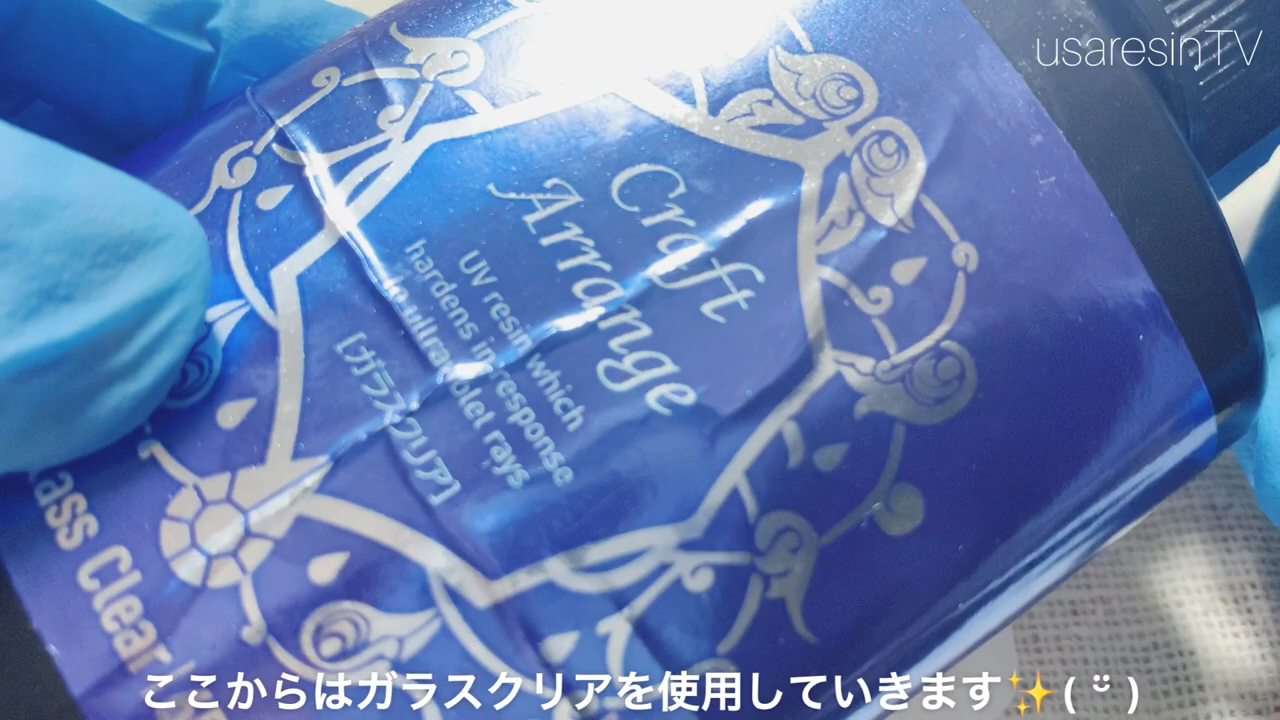 usaresinTV
Craft
Arrange
UV resin which
hardens in response
to ultraviolet rays
[ガラスクリア]
Glass Clear
ここからはガラスクリアを使用していきます✨( ¨̮ )